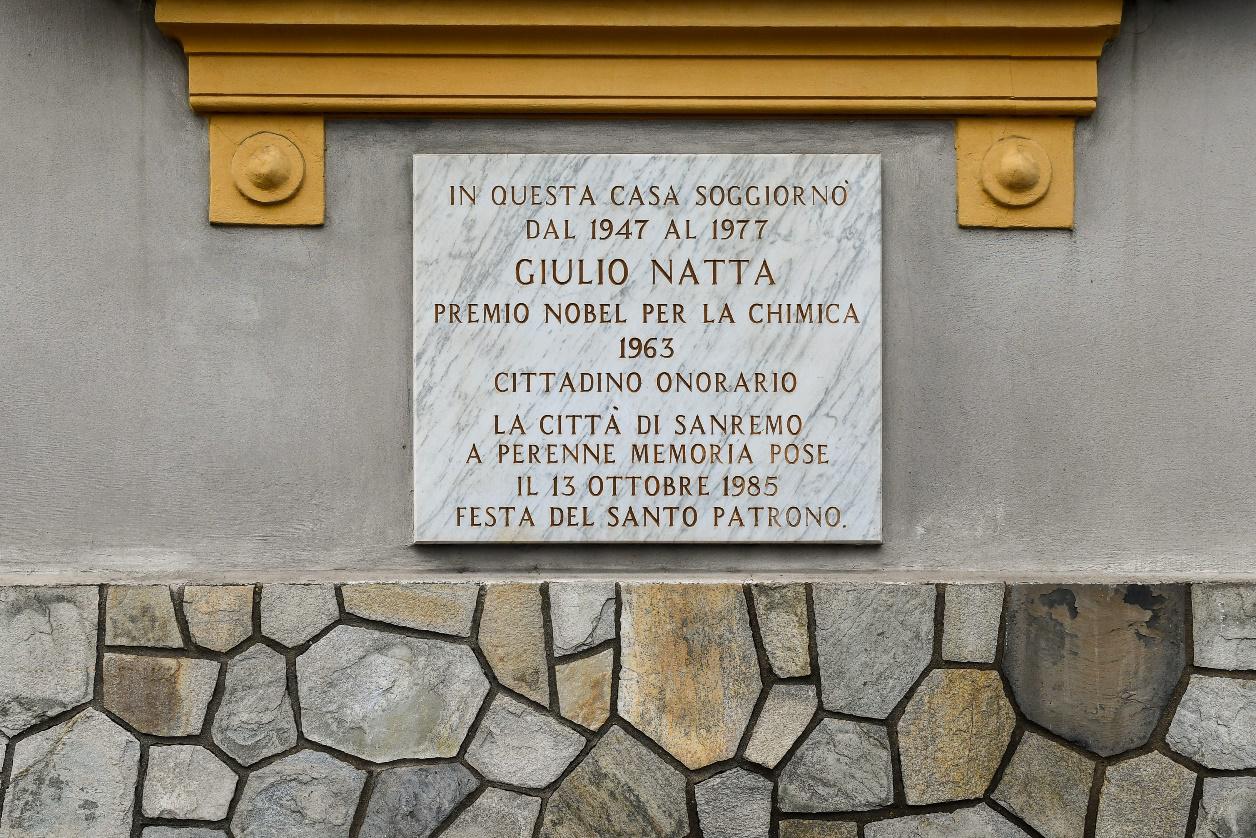 IN QUESTA CASA SOGGIORNÒ
DAL 1947 AL 1977
GIULIO NATTA
PREMIO NOBEL PER LA CHIMICA
1963
CITTADINO ONORARIO
LA CITTÀ DI SANREMO
A PERENNE MEMORIA POSE
IL 13 OTTOBRE 1985
FESTA DEL SANTO PATRONO.